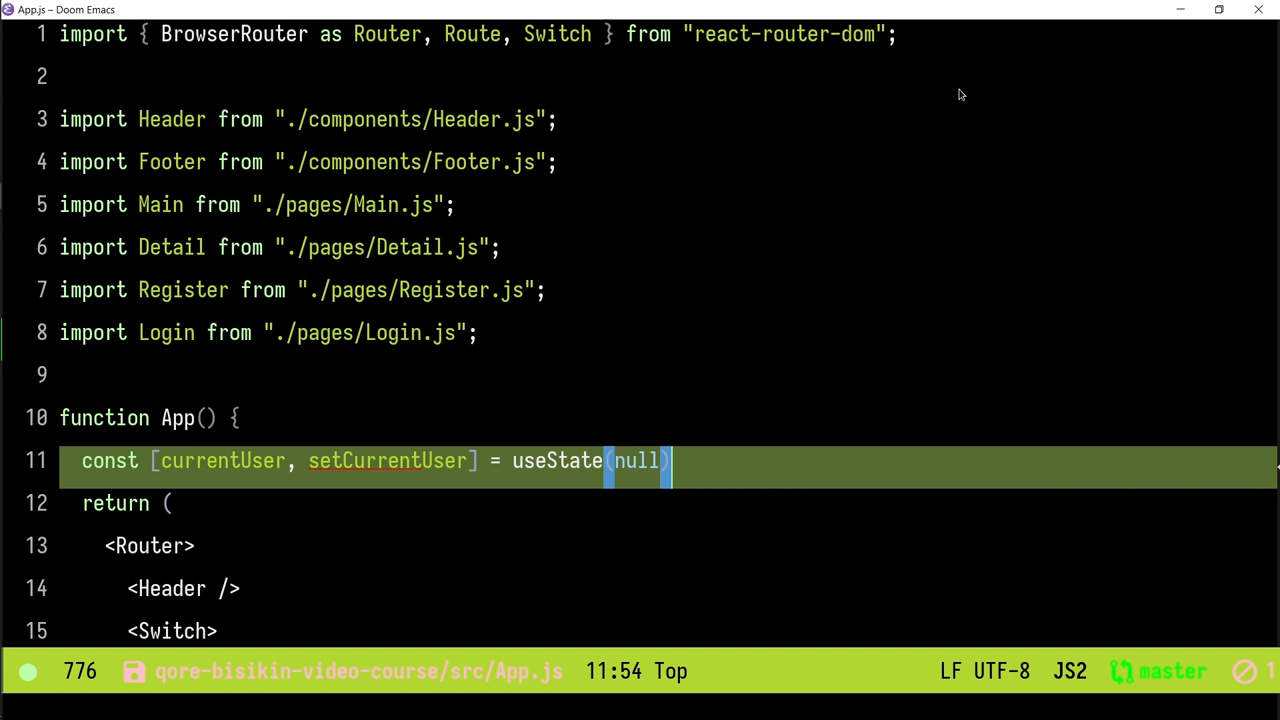 App.js – Doom Emacs
1 import { BrowserRouter as Router, Route, Switch } from "react-router-dom";
2
3 import Header from "./components/Header.js";
4 import Footer from "./components/Footer.js";
5 import Main from "./pages/Main.js";
6 import Detail from "./pages/Detail.js";
7 import Register from "./pages/Register.js";
8 import Login from "./pages/Login.js";
9
10 function App() {
11 const [currentUser, setCurrentUser] = useState(null)
12 return (
13 <Router>
14 <Header />
15 <Switch>
776 qore-bisikin-video-course/src/App.js 11:54 Top LF UTF-8 JS2 master 1